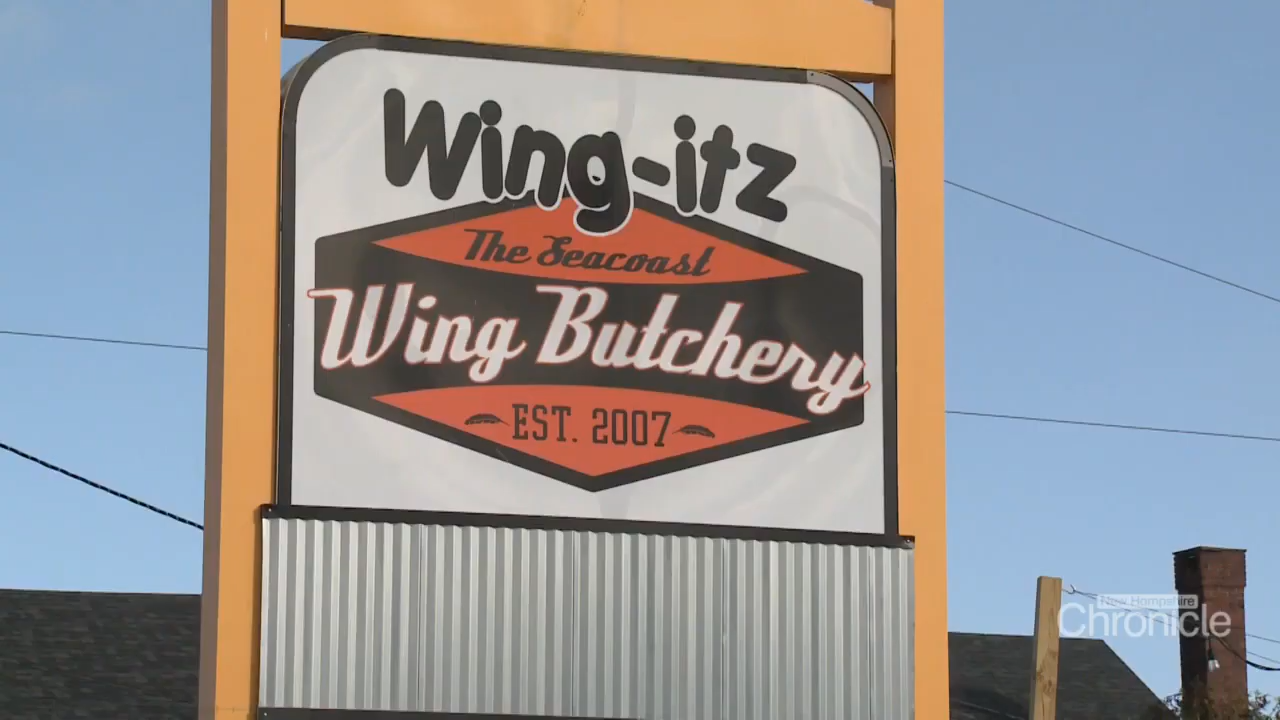 Wing-itz
The Seacoast
Wing Butchery
EST. 2007
New Hampshire
Chronicle